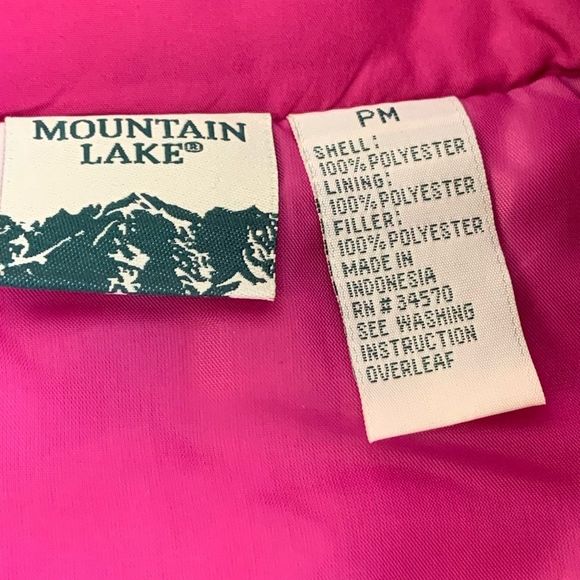 MOUNTAIN
LAKE®
PM
SHELL:
100% POLYESTER
LINING:
100% POLYESTER
FILLER:
100% POLYESTER
MADE IN
INDONESIA
RN # 34570
SEE WASHING
INSTRUCTION
OVERLEAF